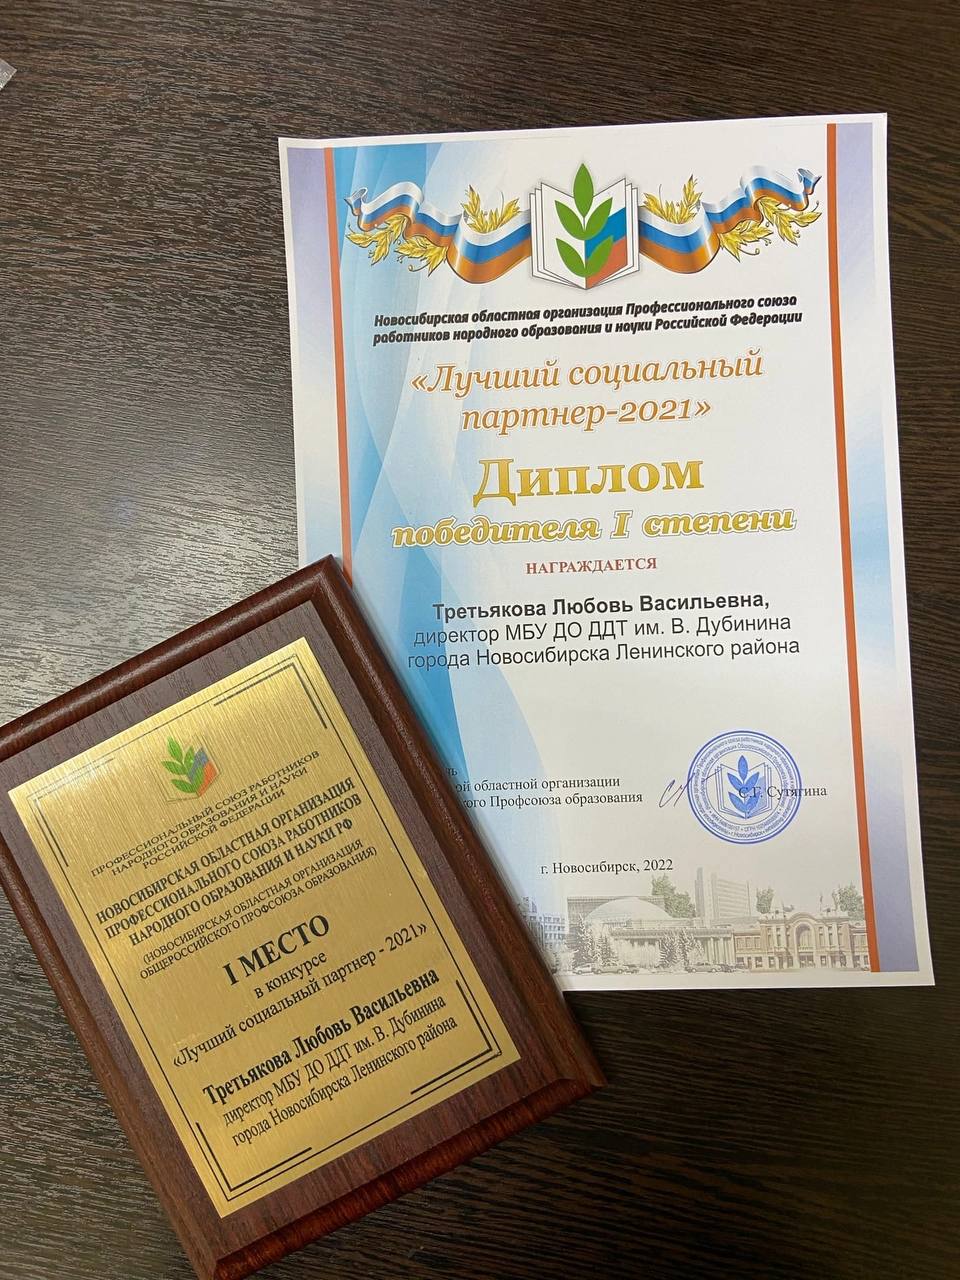 Новосибирская областная организация Профессионального союза
работников народного образования и науки Российской Федерации
«Лучший социальный
партнер-2021»
Диплом
победителя I степени
НАГРАЖДАЕТСЯ
Третьякова Любовь Васильевна,
директор МБУ ДО ДДТ им. В. Дубинина
города Новосибирска Ленинского района
ль
ой областной организации
кого Профсоюза образования
С.Г. Сутягина
г. Новосибирск, 2022
ПРОФЕССИОНАЛЬНЫЙ СОЮЗ РАБОТНИКОВ
НАРОДНОГО ОБРАЗОВАНИЯ И НАУКИ
РОССИЙСКОЙ ФЕДЕРАЦИИ
НОВОСИБИРСКАЯ ОБЛАСТНАЯ ОРГАНИЗАЦИЯ
ПРОФЕССИОНАЛЬНОГО СОЮЗА РАБОТНИКОВ
НАРОДНОГО ОБРАЗОВАНИЯ И НАУКИ РФ
(НОВОСИБИРСКАЯ ОБЛАСТНАЯ ОРГАНИЗАЦИЯ
ОБЩЕРОССИЙСКОГО ПРОФСОЮЗА ОБРАЗОВАНИЯ)
I МЕСТО
в конкурсе
«Лучший социальный партнер - 2021»
Третьякова Любовь Васильевна
директор МБУ ДО ДДТ им. В. Дубинина
города Новосибирска Ленинского района